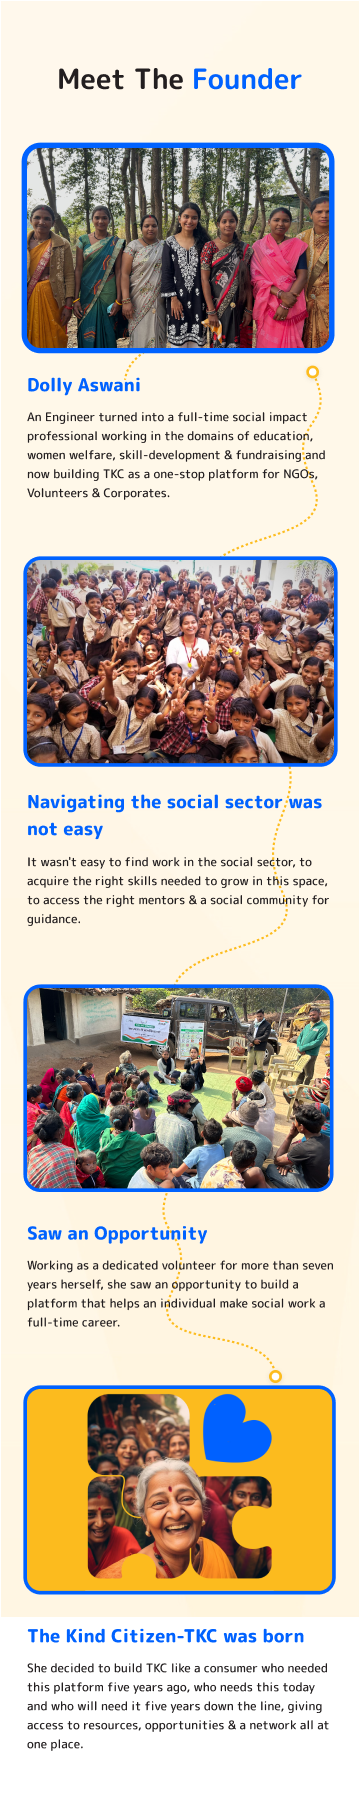 Meet The Founder
Dolly Aswani
An Engineer turned into a full-time social impact
professional working in the domains of education,
women welfare, skill-development & fundraising and
now building TKC as a one-stop platform for NGOs,
Volunteers & Corporates.
Navigating the social sector was
not easy
It wasn't easy to find work in the social sector, to
acquire the right skills needed to grow in this space,
to access the right mentors & a social community for
guidance.
Saw an Opportunity
Working as a dedicated volunteer for more than seven
years herself, she saw an opportunity to build a
platform that helps an individual make social work a
full-time career.
The Kind Citizen-TKC was born
She decided to build TKC like a consumer who needed
this platform five years ago, who needs this today
and who will need it five years down the line, giving
access to resources, opportunities & a network all at
one place.